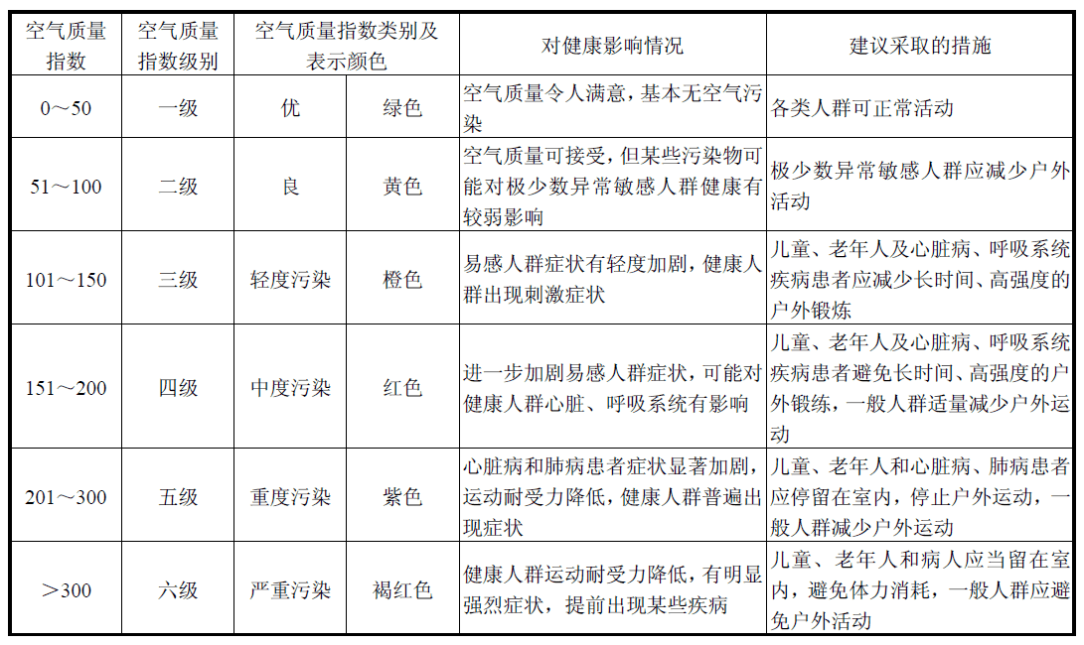 空气质量
指数
空气质量
指数级别
空气质量指数类别及
表示颜色
对健康影响情况
建议采取的措施
0～50
一级
优
绿色
空气质量令人满意，基本无空气污
染
各类人群可正常活动
51～100
二级
良
黄色
空气质量可接受，但某些污染物可
能对极少数异常敏感人群健康有
较弱影响
极少数异常敏感人群应减少户外
活动
101～150
三级
轻度污染
橙色
易感人群症状有轻度加剧，健康人
群出现刺激症状
儿童、老年人及心脏病、呼吸系统
疾病患者应减少长时间、高强度的
户外锻炼
151～200
四级
中度污染
红色
进一步加剧易感人群症状，可能对
健康人群心脏、呼吸系统有影响
儿童、老年人及心脏病、呼吸系统
疾病患者避免长时间、高强度的户
外锻练，一般人群适量减少户外运
动
201～300
五级
重度污染
紫色
心脏病和肺病患者症状显著加剧，
运动耐受力降低，健康人群普遍出
现症状
儿童、老年人和心脏病、肺病患者
应停留在室内，停止户外运动，一
般人群减少户外运动
＞300
六级
严重污染
褐红色
健康人群运动耐受力降低，有明显
强烈症状，提前出现某些疾病
儿童、老年人和病人应当留在室
内，避免体力消耗，一般人群应避
免户外活动